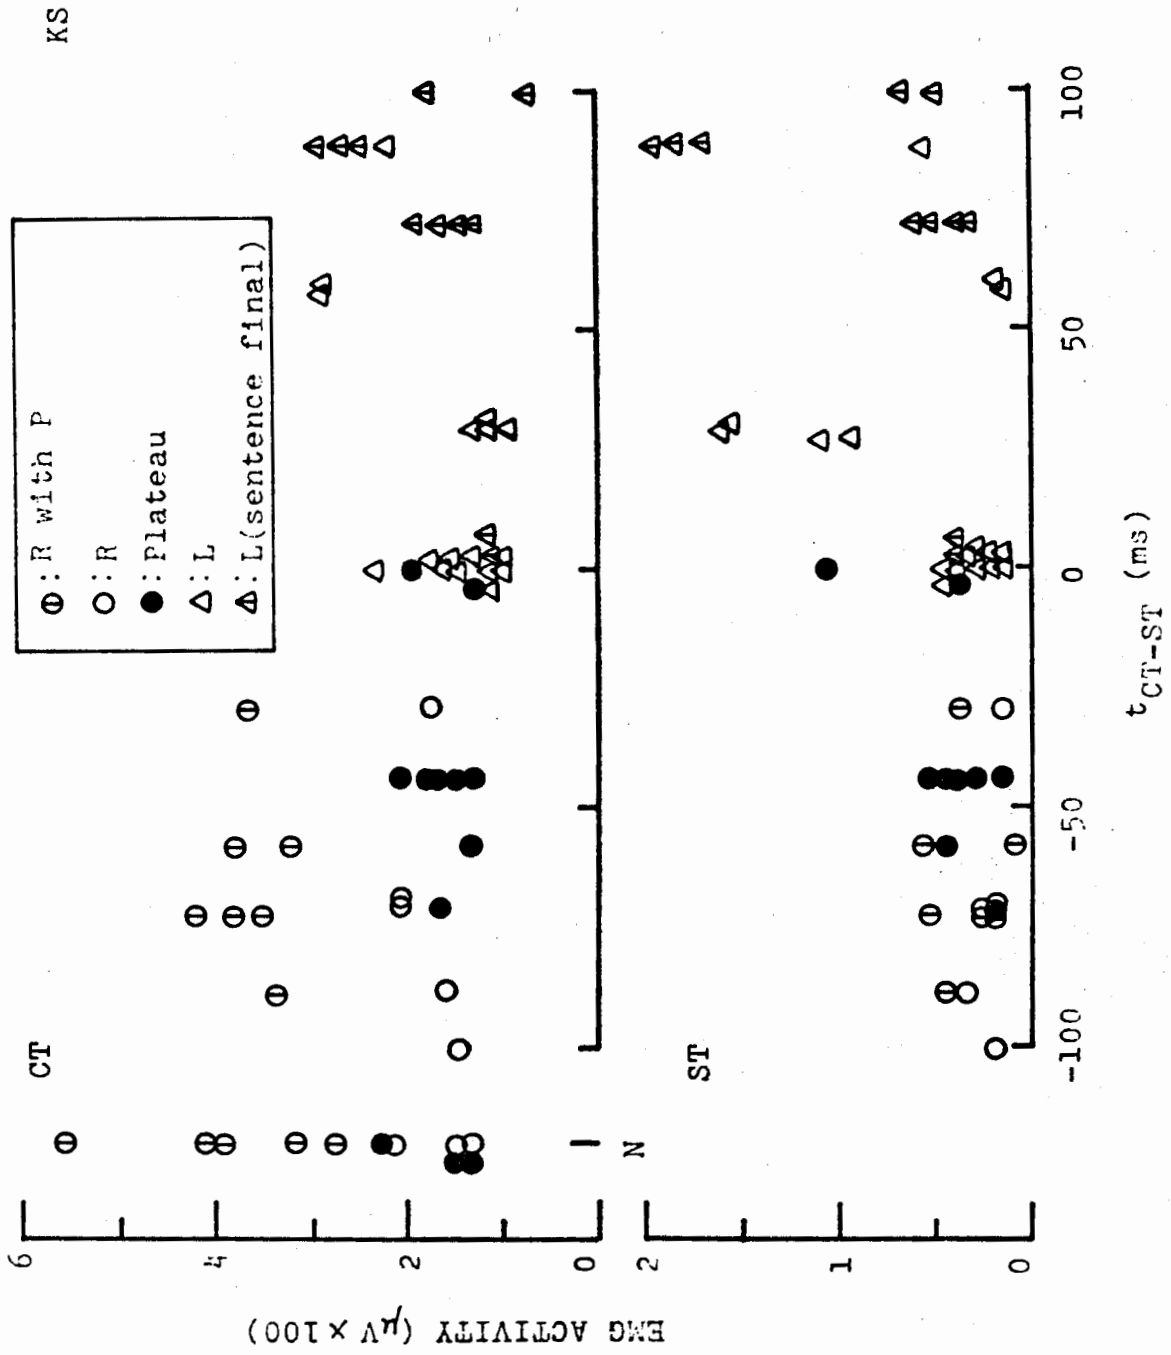 KS
CT
: R with P
: R
: Plateau
: L
: L(sentence final)
6
4
2
0
N
ST
2
1
0
-100
-50
0
50
100
t CT-ST (ms)
EMG ACTIVITY (μV × 100)